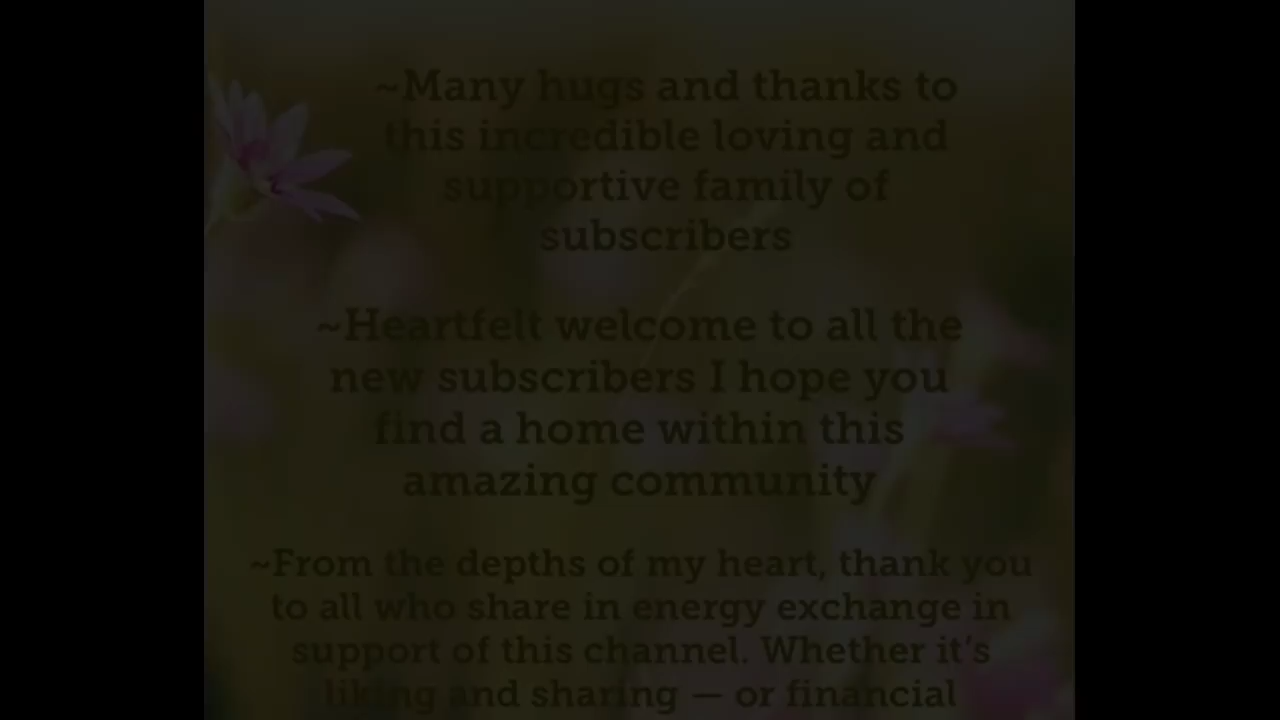 ~Many hugs and thanks to
this incredible loving and
supportive family of
subscribers
~Heartfelt welcome to all the
new subscribers I hope you
find a home within this
amazing community
~From the depths of my heart, thank you
to all who share in energy exchange in
support of this channel. Whether it's
liking and sharing — or financial